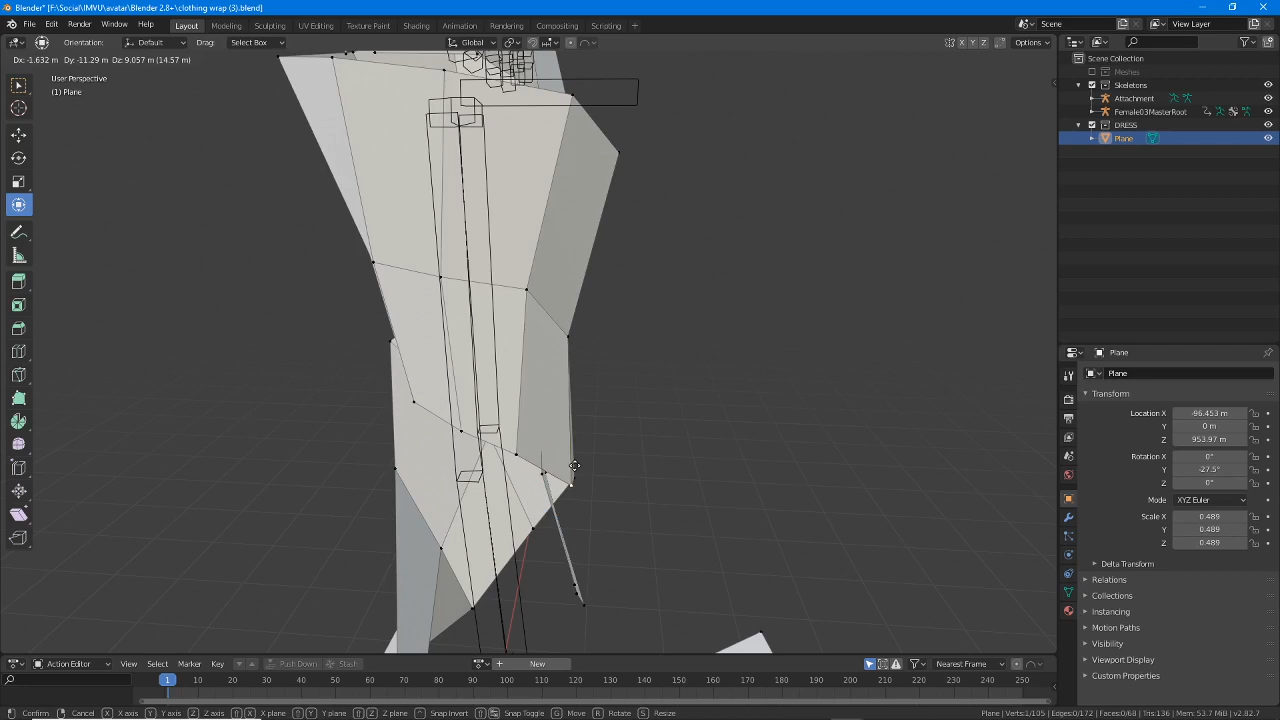 Blender* [F:\Social\IMVU\avatar\Blender 2.8+\clothing wrap (3).blend]
File Edit Render Window Help Layout Modeling Sculpting UV Editing Texture Paint Shading Animation Rendering Compositing Scripting + Scene View Layer
Orientation: Default Drag: Select Box Global X Y Z Options
Dx: -1.632 m Dy: -11.29 m Dz: 9.057 m (14.57 m)
User Perspective
(1) Plane
Scene Collection
Meshes
Skeletons
Attachment
Female03MasterRoot
DRESS
Plane
Plane
Plane
Transform
Location X -96.453 m
Y 0 m
Z 953.97 m
Rotation X 0°
Y -27.5°
Z 0°
Mode XYZ Euler
Scale X 0.489
Y 0.489
Z 0.489
Delta Transform
Relations
Collections
Instancing
Motion Paths
Visibility
Viewport Display
Custom Properties
Action Editor View Select Marker Key Push Down Stash New Nearest Frame
1 10 20 30 40 50 60 70 80 90 100 110 120 130 140 150 160 170 180 190 200 210 220 230 240 250
Confirm Cancel X X axis Y Y axis Z Z axis X X plane Y Y plane Z Z plane Snap Invert Snap Toggle G Move R Rotate S Resize Plane | Verts:1/105 | Edges:0/172 | Faces:0/68 | Tris:136 | Mem: 53.7 MiB | v2.82.7